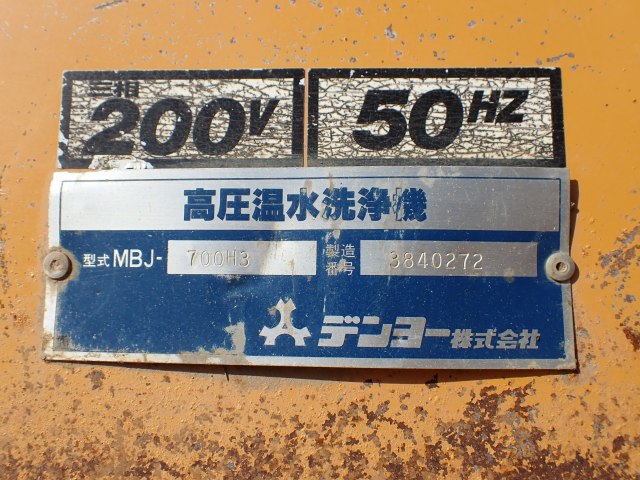 三相
200V
50HZ
高圧温水洗浄機
型式 MBJ- 700H3
製造番号 3840272
デンヨー株式会社